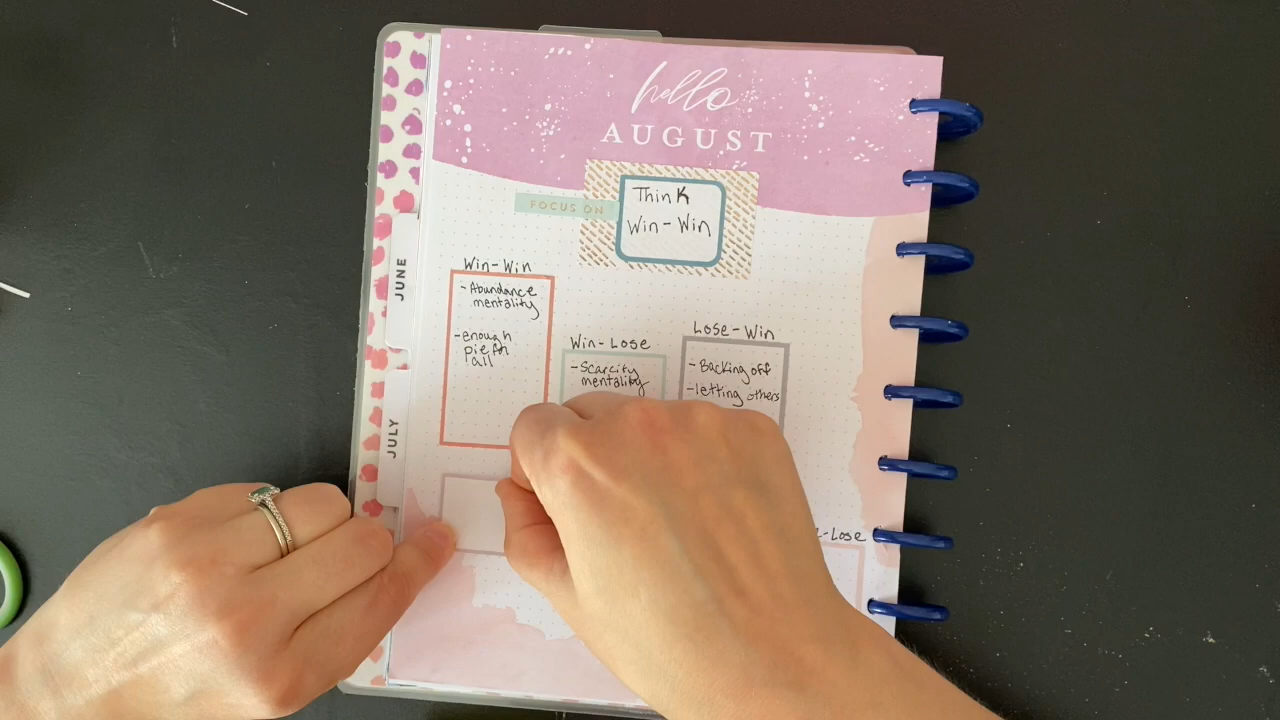 hello
AUGUST
FOCUS ON
Think
Win-Win
JUNE
JULY
Win-Win
-Abundance
mentality
-enough
pie for
all
Win-Lose
-Scarcity
mentality
Lose-Win
-Backing off
-letting others
-Lose